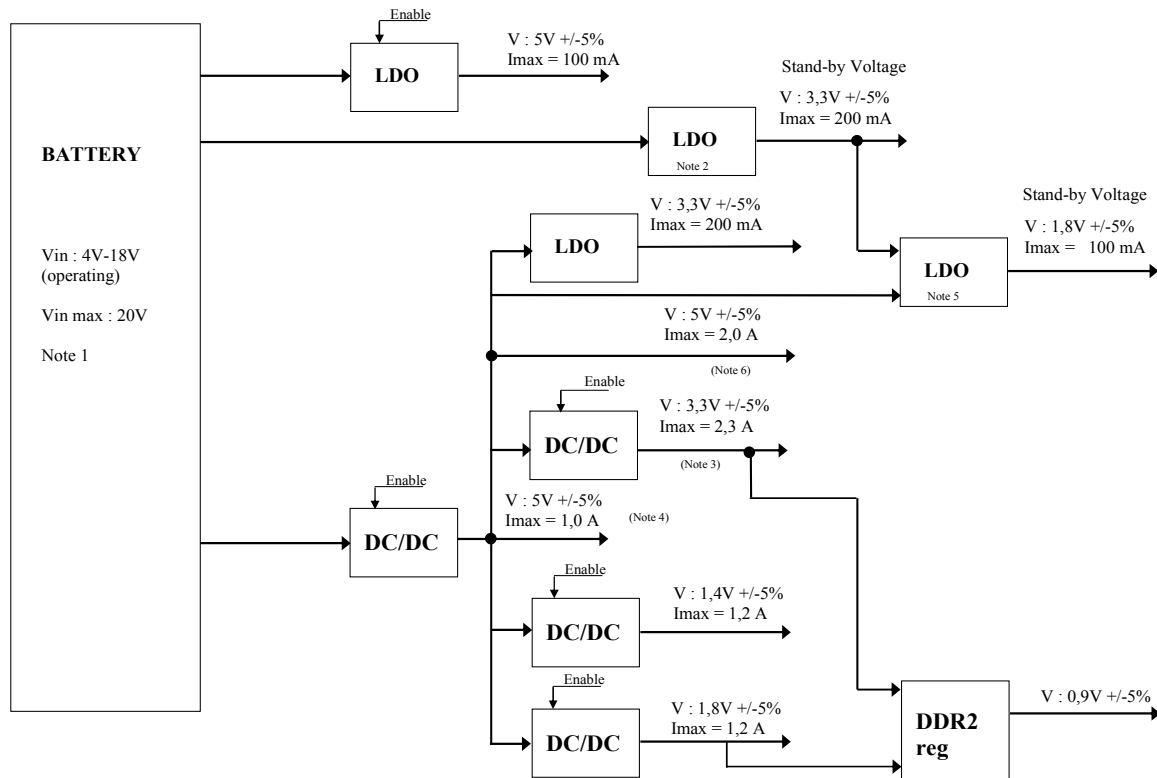 Enable
V : 5V +/-5%
Imax = 100 mA
LDO
BATTERY
Vin : 4V-18V
(operating)
Vin max : 20V
Note 1
Stand-by Voltage
V : 3,3V +/-5%
Imax = 200 mA
LDO
Note 2
V : 3,3V +/-5%
Imax = 200 mA
LDO
Stand-by Voltage
V : 1,8V +/-5%
Imax = 100 mA
LDO
Note 5
V : 5V +/-5%
Imax = 2,0 A
(Note 6)
Enable
V : 3,3V +/-5%
Imax = 2,3 A
DC/DC
(Note 3)
Enable
V : 5V +/-5%
Imax = 1,0 A
(Note 4)
DC/DC
Enable
V : 1,4V +/-5%
Imax = 1,2 A
DC/DC
Enable
V : 1,8V +/-5%
Imax = 1,2 A
DC/DC
DDR2
reg
V : 0,9V +/-5%